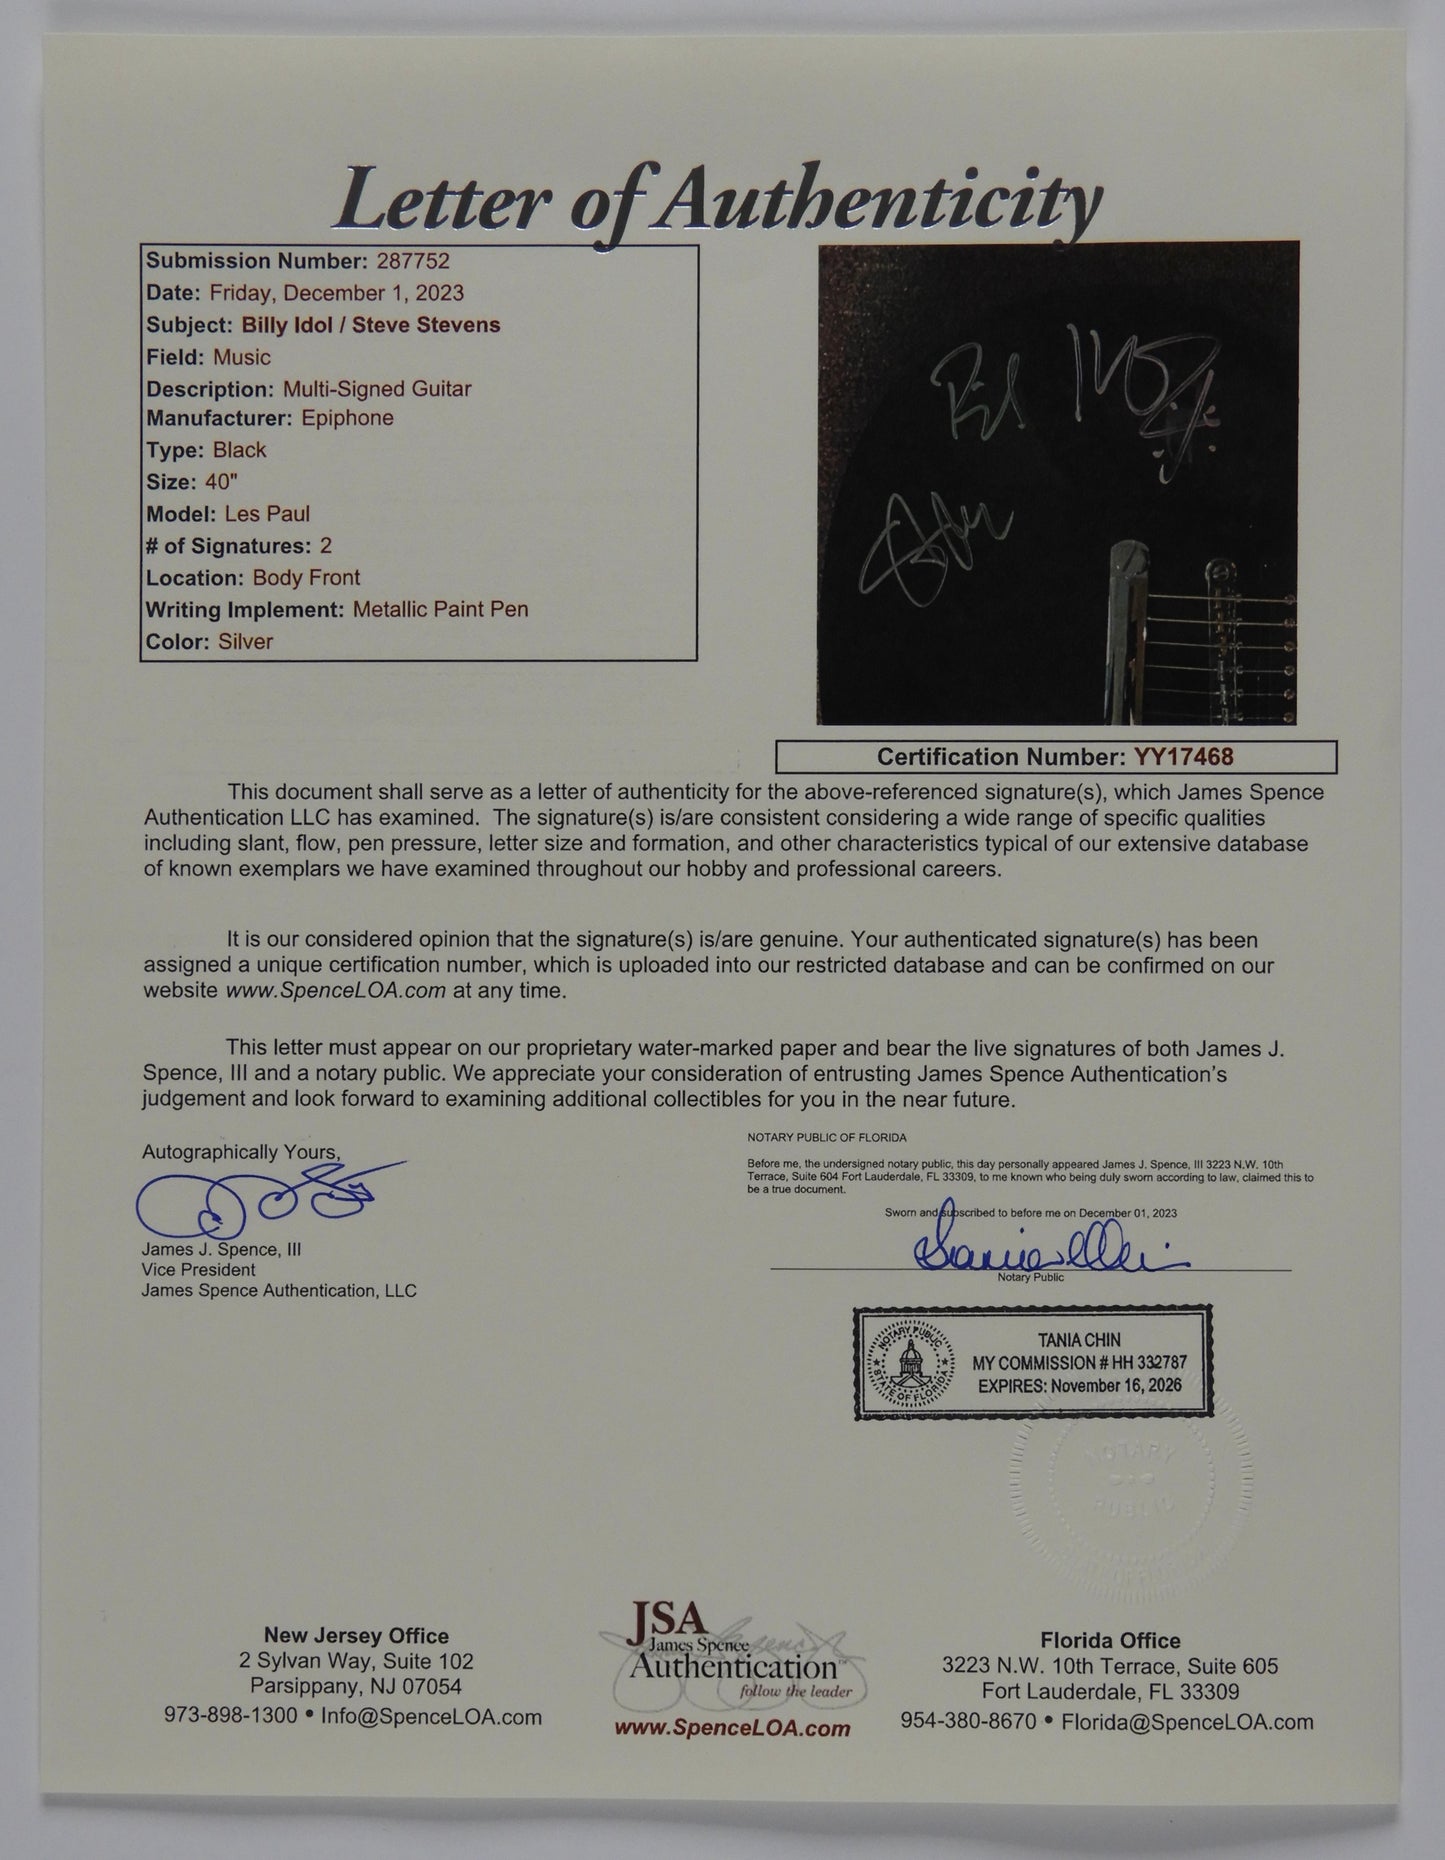 Letter of Authenticity
Submission Number: 287752
Date: Friday, December 1, 2023
Subject: Billy Idol / Steve Stevens
Field: Music
Description: Multi-Signed Guitar
Manufacturer: Epiphone
Type: Black
Size: 40"
Model: Les Paul
# of Signatures: 2
Location: Body Front
Writing Implement: Metallic Paint Pen
Color: Silver
Certification Number: YY17468
This document shall serve as a letter of authenticity for the above-referenced signature(s), which James Spence
Authentication LLC has examined.  The signature(s) is/are consistent considering a wide range of specific qualities
including slant, flow, pen pressure, letter size and formation, and other characteristics typical of our extensive database
of known exemplars we have examined throughout our hobby and professional careers.
It is our considered opinion that the signature(s) is/are genuine. Your authenticated signature(s) has been
assigned a unique certification number, which is uploaded into our restricted database and can be confirmed on our
website www.SpenceLOA.com at any time.
This letter must appear on our proprietary water-marked paper and bear the live signatures of both James J.
Spence, III and a notary public. We appreciate your consideration of entrusting James Spence Authentication's
judgement and look forward to examining additional collectibles for you in the near future.
Autographically Yours,
James J. Spence, III
Vice President
James Spence Authentication, LLC
NOTARY PUBLIC OF FLORIDA
Before me, the undersigned notary public, this day personally appeared James J. Spence, III 3223 N.W. 10th
Terrace, Suite 604 Fort Lauderdale, FL 33309, to me known who being duly sworn according to law, claimed this to
be a true document.
Sworn and subscribed to before me on December 01, 2023
Notary Public
NOTARY PUBLIC
STATE OF FLORIDA
TANIA CHIN
MY COMMISSION # HH 332787
EXPIRES: November 16, 2026
NOTARY
PUBLIC
New Jersey Office
2 Sylvan Way, Suite 102
Parsippany, NJ 07054
973-898-1300 • Info@SpenceLOA.com
JSA
James Spence
Authentication™
follow the leader
www.SpenceLOA.com
Florida Office
3223 N.W. 10th Terrace, Suite 605
Fort Lauderdale, FL 33309
954-380-8670 • Florida@SpenceLOA.com